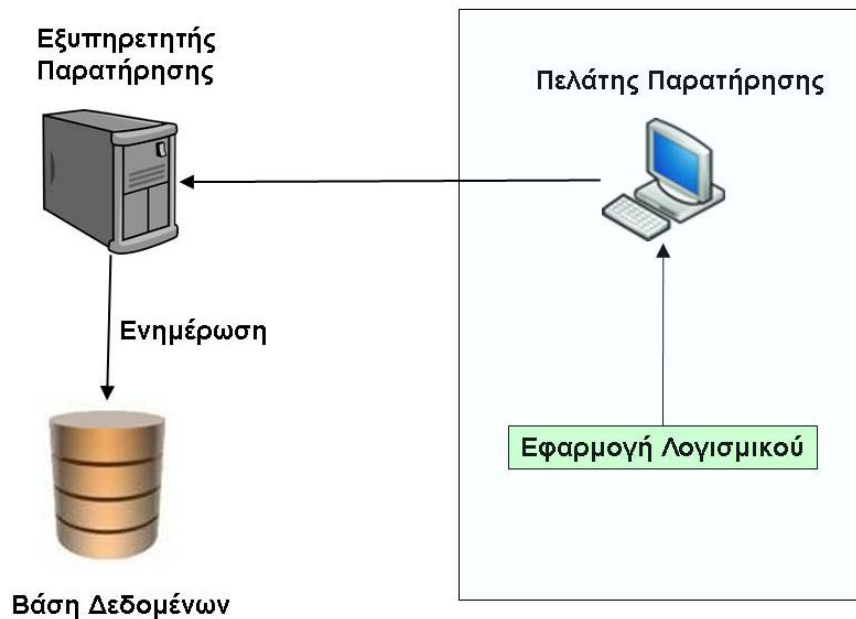 Εξυπηρετητής
Παρατήρησης
Πελάτης Παρατήρησης
Ενημέρωση
Εφαρμογή Λογισμικού
Βάση Δεδομένων